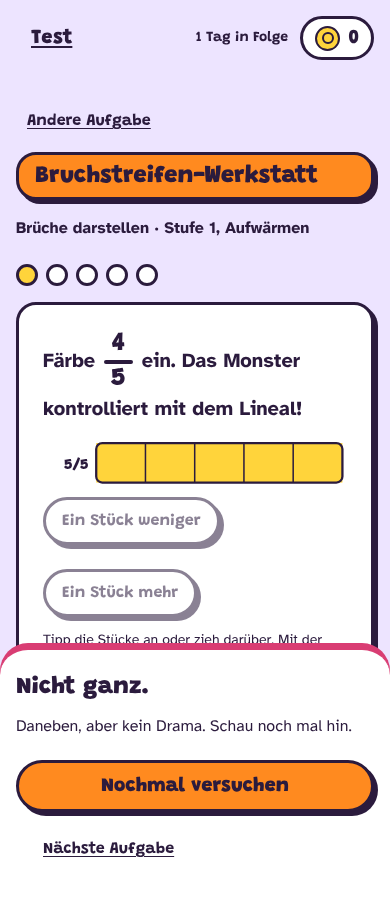 Test
1 Tag in Folge
0
Andere Aufgabe
Bruchstreifen-Werkstatt
Brüche darstellen · Stufe 1, Aufwärmen
Färbe 4/5 ein. Das Monster
kontrolliert mit dem Lineal!
5/5
Ein Stück weniger
Ein Stück mehr
Tipp die Stücke an oder zieh darüber. Mit der
Nicht ganz.
Daneben, aber kein Drama. Schau noch mal hin.
Nochmal versuchen
Nächste Aufgabe